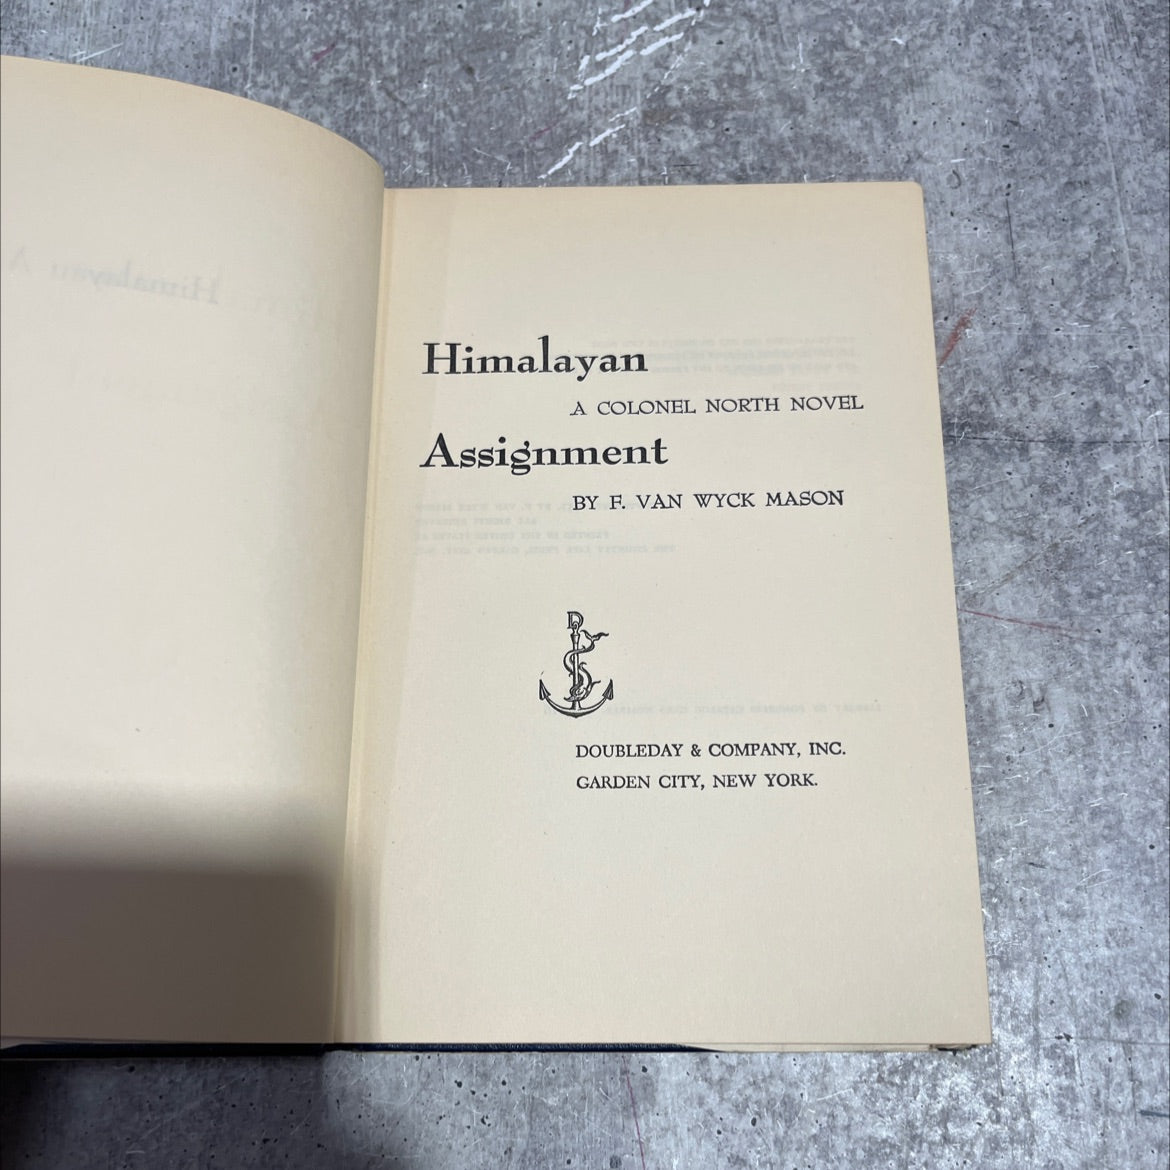 Himalayan
A COLONEL NORTH NOVEL
Assignment
BY F. VAN WYCK MASON
D
DOUBLEDAY & COMPANY, INC.
GARDEN CITY, NEW YORK.